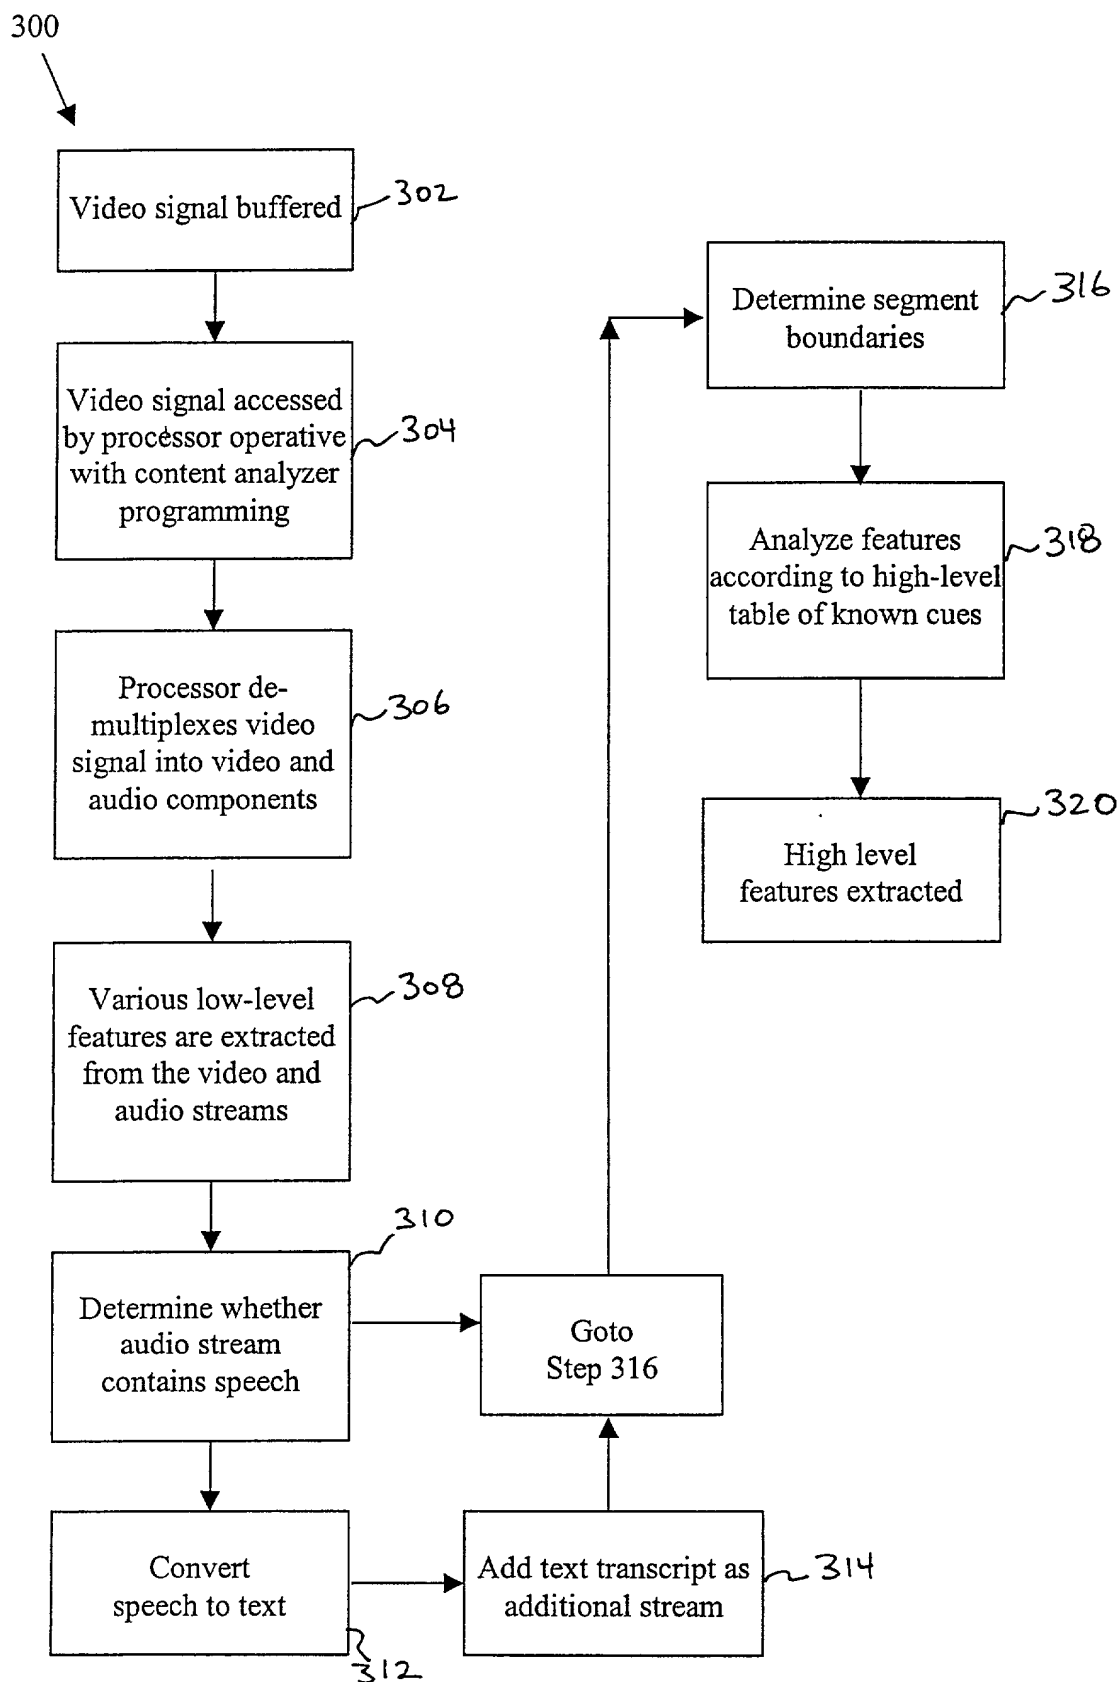 300
Video signal buffered
302
Video signal accessed
by processor operative
with content analyzer
programming
304
Processor de-
multiplexes video
signal into video and
audio components
306
Various low-level
features are extracted
from the video and
audio streams
308
Determine whether
audio stream
contains speech
310
Convert
speech to text
312
Add text transcript as
additional stream
314
Goto
Step 316
Determine segment
boundaries
316
Analyze features
according to high-level
table of known cues
318
High level
features extracted
320